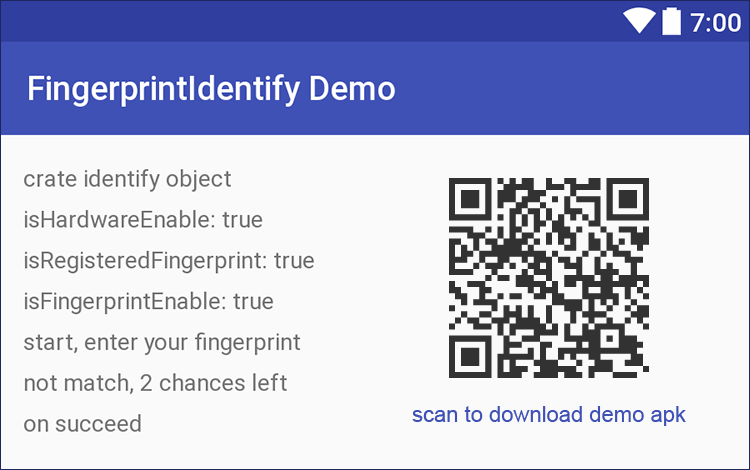 7:00
FingerprintIdentify Demo
crate identify object
isHardwareEnable: true
isRegisteredFingerprint: true
isFingerprintEnable: true
start, enter your fingerprint
not match, 2 chances left
on succeed
scan to download demo apk